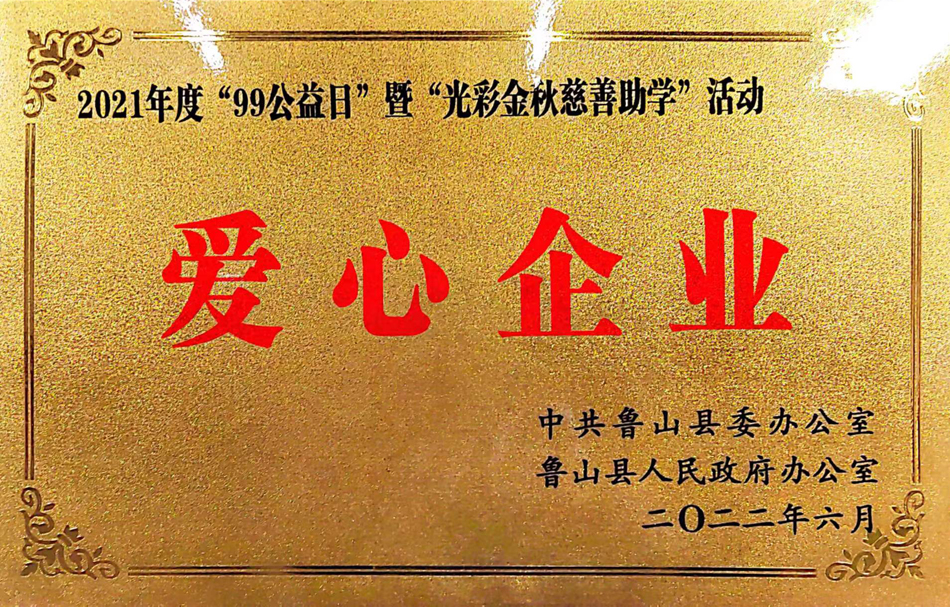 2021年度“99公益日”暨“光彩金秋慈善助学”活动
爱心企业
中共鲁山县委办公室
鲁山县人民政府办公室
二〇二二年六月